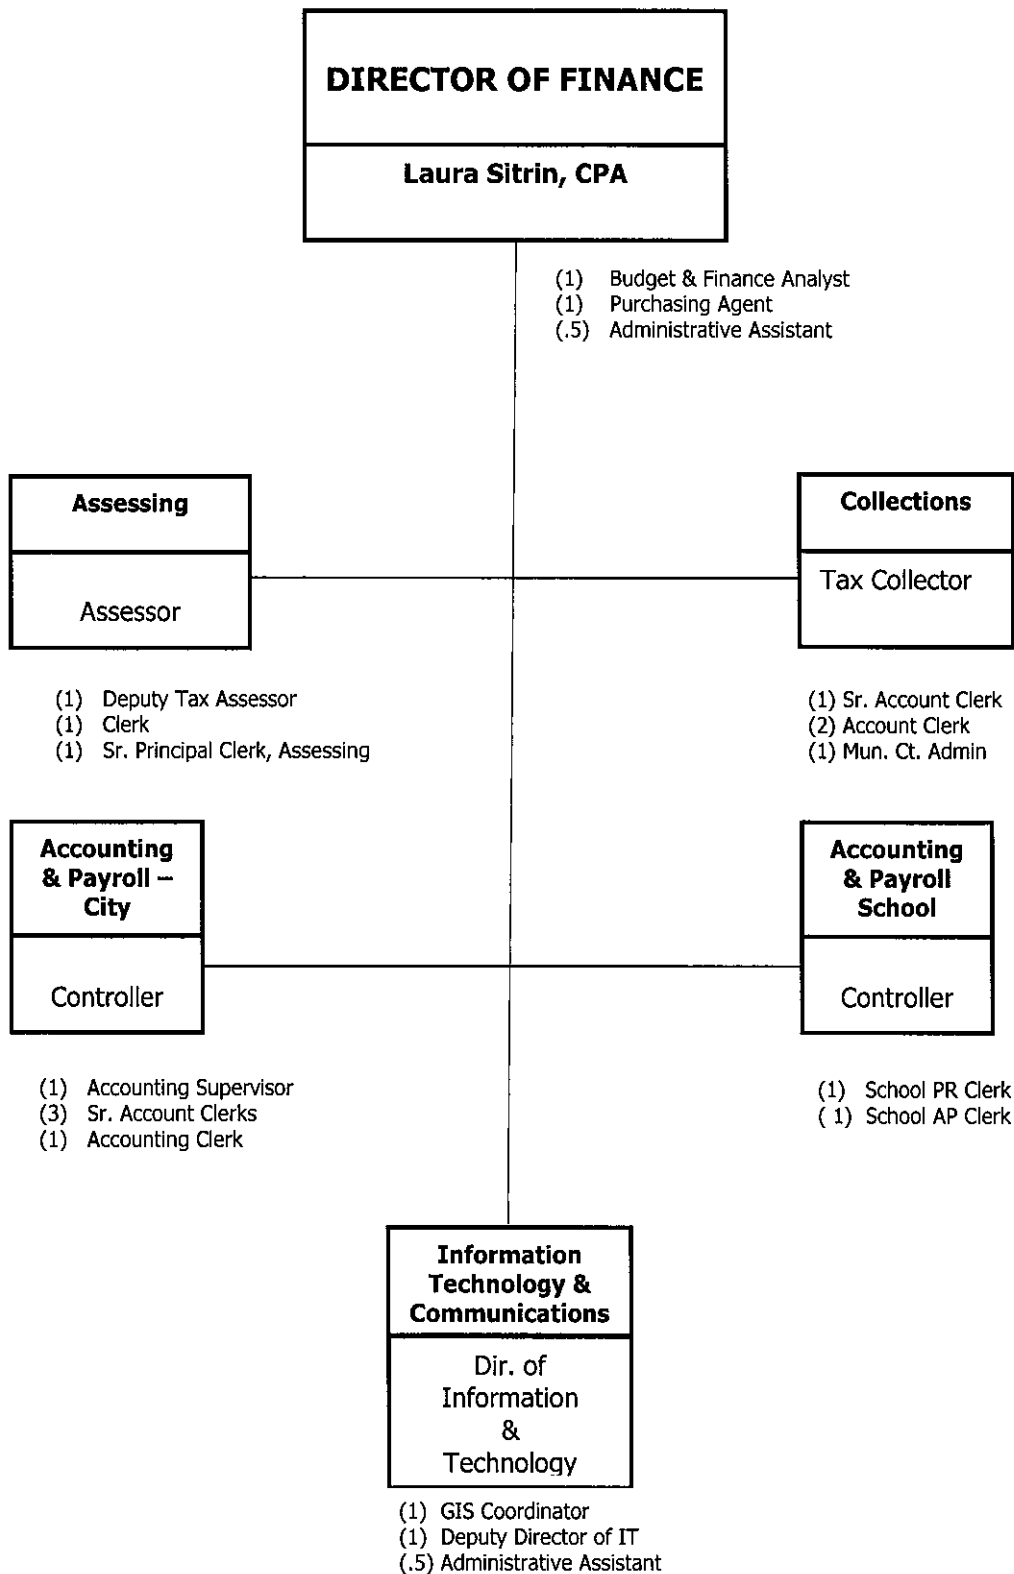 DIRECTOR OF FINANCE
Laura Sitrin, CPA
(1) Budget & Finance Analyst
(1) Purchasing Agent
(.5) Administrative Assistant
Assessing
Assessor
(1) Deputy Tax Assessor
(1) Clerk
(1) Sr. Principal Clerk, Assessing
Collections
Tax Collector
(1) Sr. Account Clerk
(2) Account Clerk
(1) Mun. Ct. Admin
Accounting
& Payroll –
City
Controller
(1) Accounting Supervisor
(3) Sr. Account Clerks
(1) Accounting Clerk
Accounting
& Payroll
School
Controller
(1) School PR Clerk
( 1) School AP Clerk
Information
Technology &
Communications
Dir. of
Information
&
Technology
(1) GIS Coordinator
(1) Deputy Director of IT
(.5) Administrative Assistant